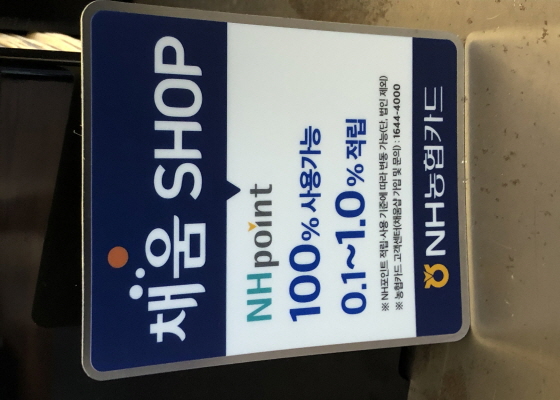 채움 SHOP
NHpoint
100% 사용가능
0.1~1.0% 적립
※ NH포인트 적립·사용 기준에 따라 변동 가능(단, 법인 제외)
※ 농협카드 고객센터(채움샵 가입 및 문의) : 1644-4000
NH농협카드